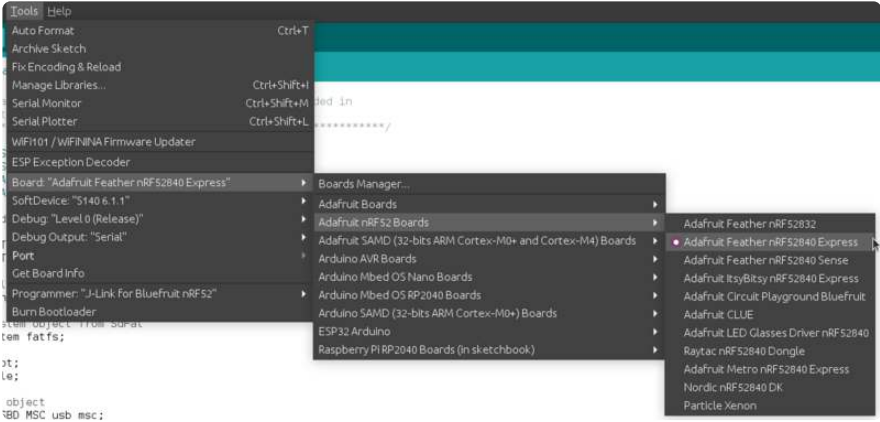 Tools Help
Auto Format Ctrl+T
Archive Sketch
Fix Encoding & Reload
Manage Libraries... Ctrl+Shift+I
Serial Monitor Ctrl+Shift+M
Serial Plotter Ctrl+Shift+L
WiFi101 / WiFiNINA Firmware Updater
ESP Exception Decoder
Board: "Adafruit Feather nRF52840 Express"
SoftDevice: "S140 6.1.1"
Debug: "Level 0 (Release)"
Debug Output: "Serial"
Port
Get Board Info
Programmer: "J-Link for Bluefruit nRF52"
Burn Bootloader
Boards Manager...
Adafruit Boards
Adafruit nRF52 Boards
Adafruit SAMD (32-bits ARM Cortex-M0+ and Cortex-M4) Boards
Arduino AVR Boards
Arduino Mbed OS Nano Boards
Arduino Mbed OS RP2040 Boards
Arduino SAMD (32-bits ARM Cortex-M0+) Boards
ESP32 Arduino
Raspberry Pi RP2040 Boards (in sketchbook)
Adafruit Feather nRF52832
Adafruit Feather nRF52840 Express
Adafruit Feather nRF52840 Sense
Adafruit ItsyBitsy nRF52840 Express
Adafruit Circuit Playground Bluefruit
Adafruit CLUE
Adafruit LED Glasses Driver nRF52840
Raytac nRF52840 Dongle
Adafruit Metro nRF52840 Express
Nordic nRF52840 DK
Particle Xenon
ded in
***********/
stem object from SdFat
tem fatfs;
ot;
le;
object
BD MSC usb msc;